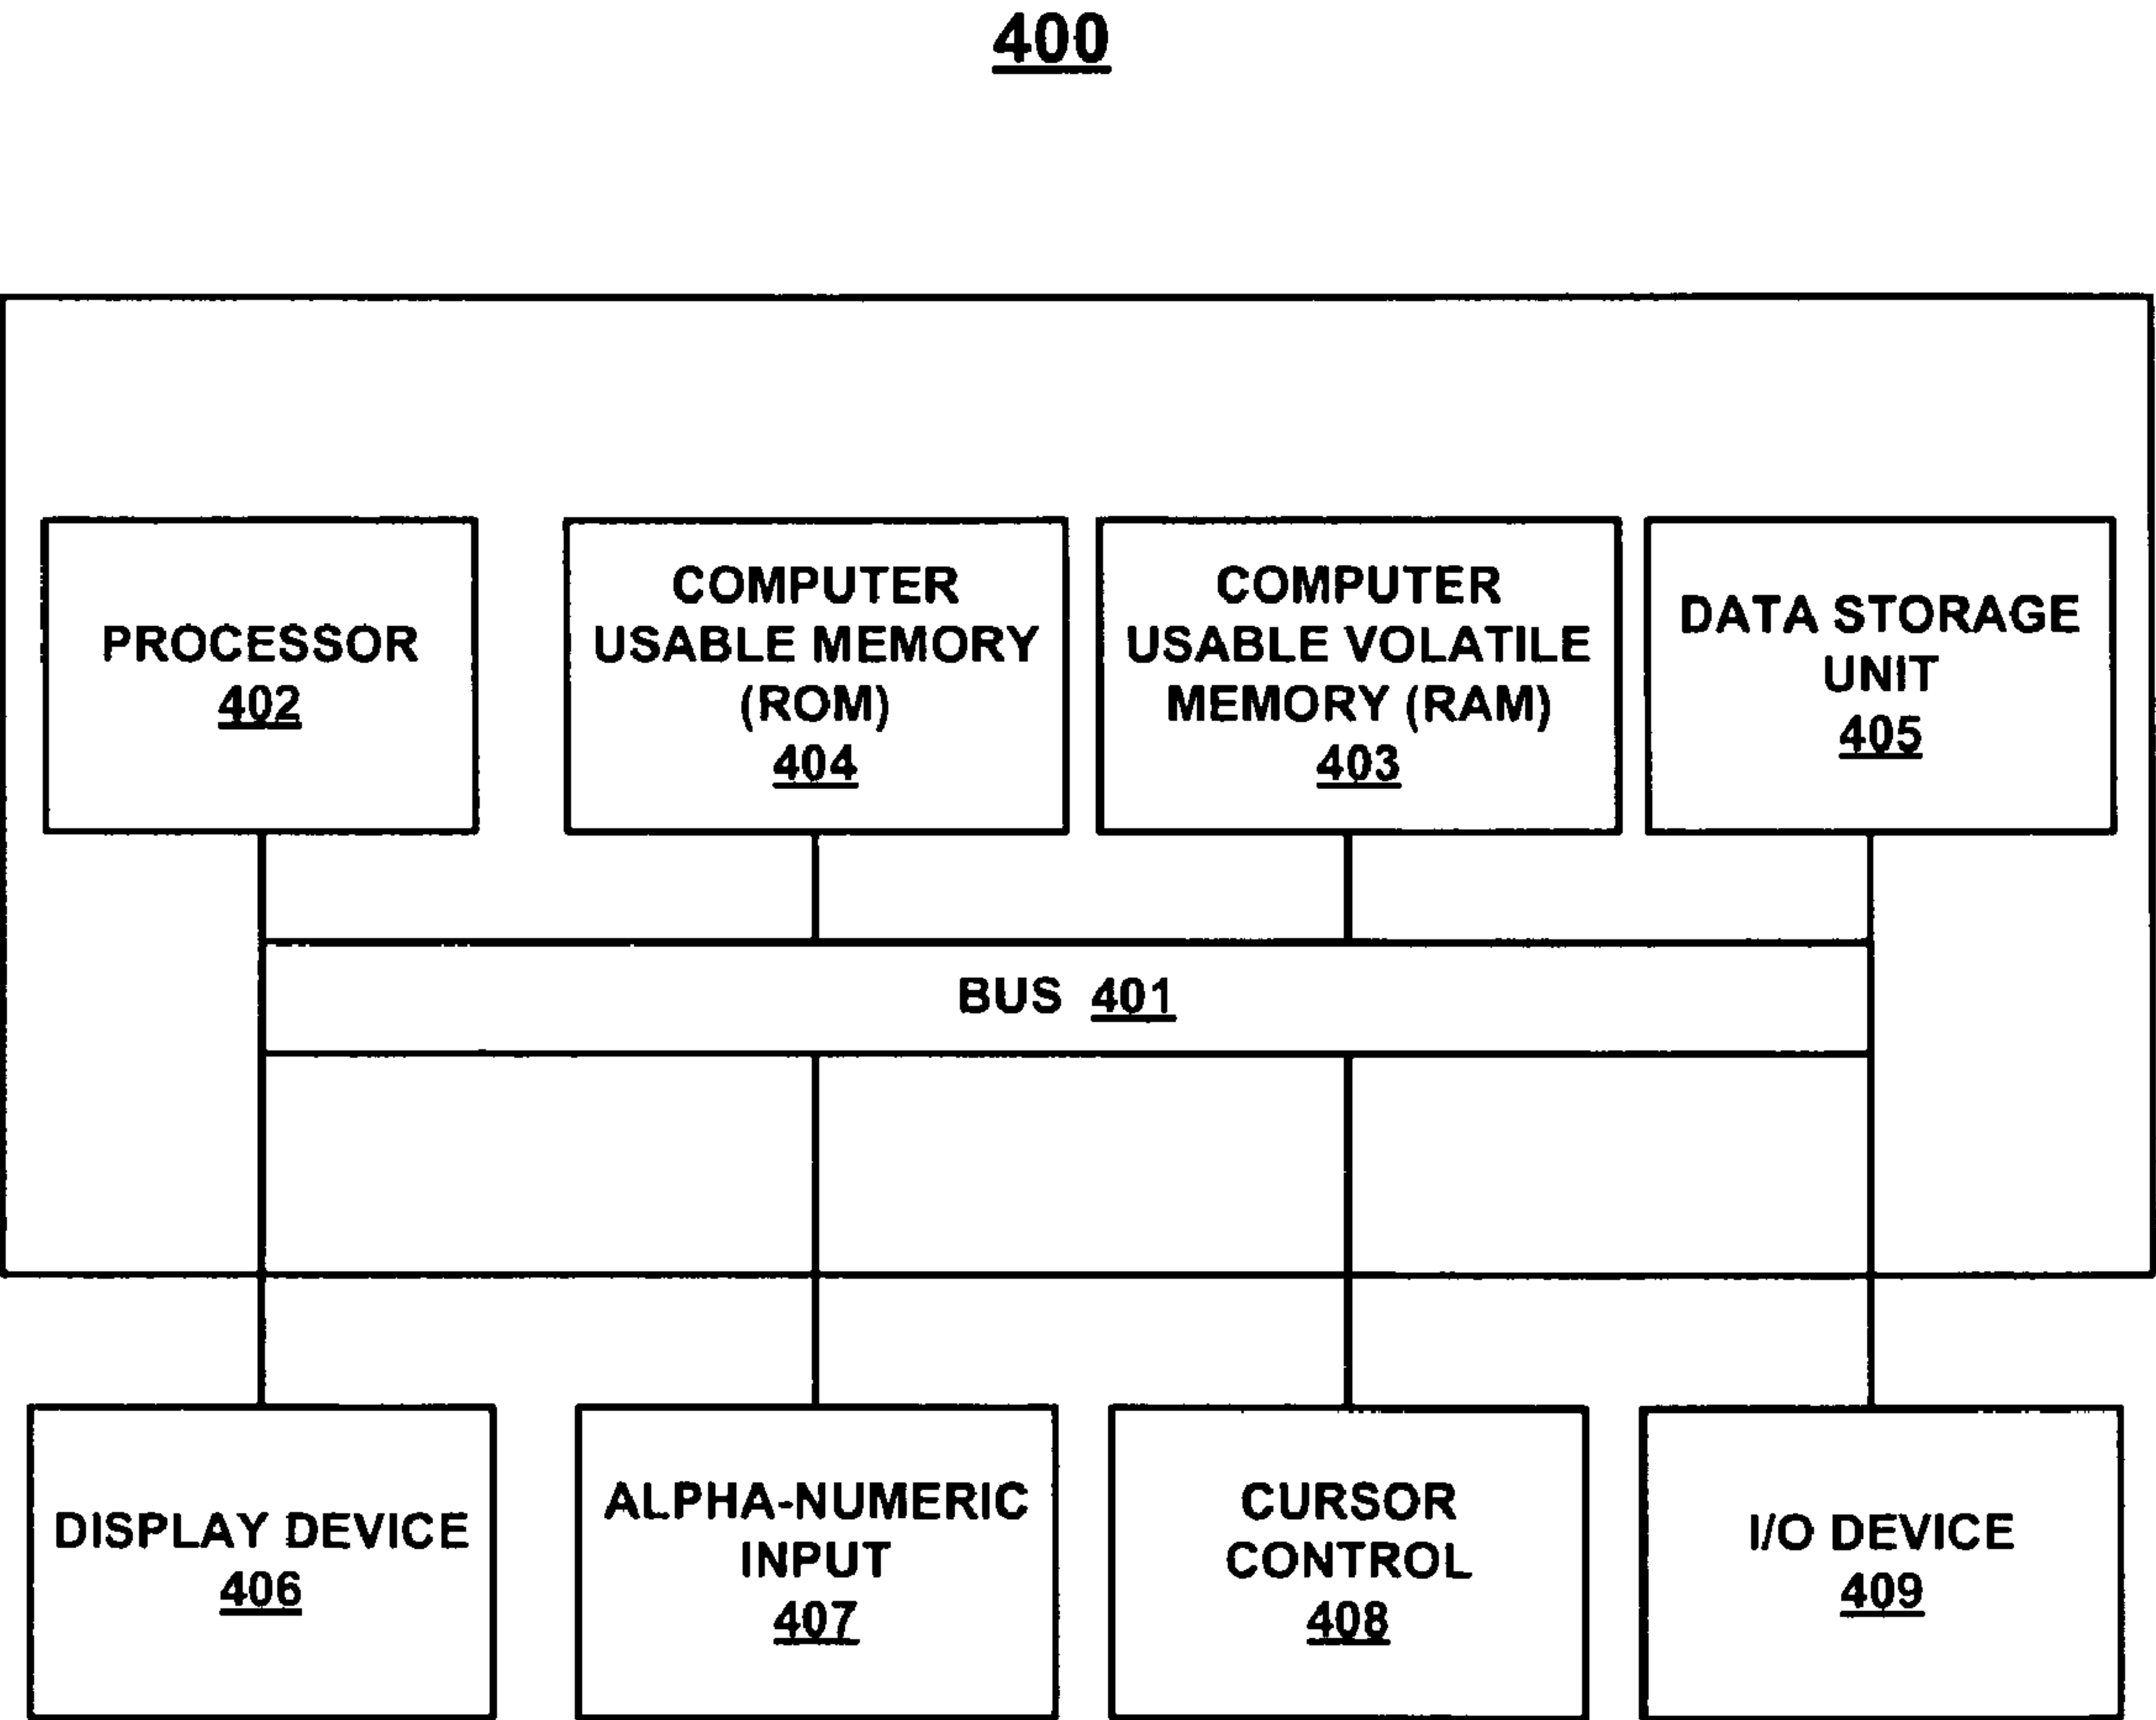 400
PROCESSOR
402
COMPUTER
USABLE MEMORY
(ROM)
404
COMPUTER
USABLE VOLATILE
MEMORY (RAM)
403
DATA STORAGE
UNIT
405
BUS 401
DISPLAY DEVICE
406
ALPHA-NUMERIC
INPUT
407
CURSOR
CONTROL
408
I/O DEVICE
409